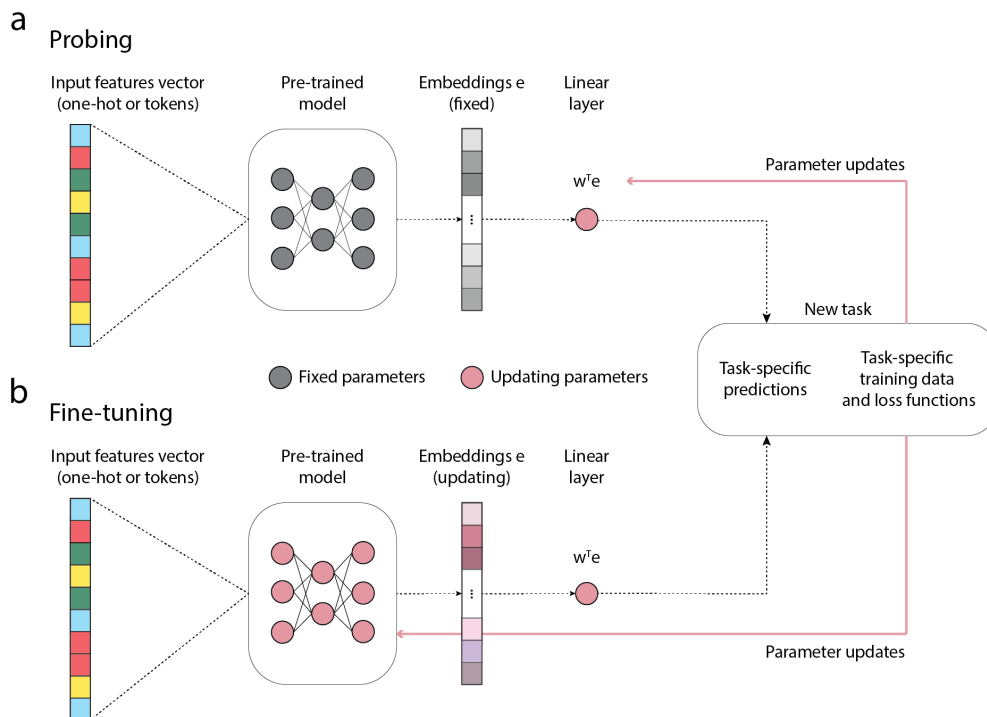 a
Probing
Input features vector
(one-hot or tokens)
Pre-trained
model
Embeddings e
(fixed)
Linear
layer
wᵀe
Parameter updates
New task
Task-specific
predictions
Task-specific
training data
and loss functions
Fixed parameters
Updating parameters
b
Fine-tuning
Input features vector
(one-hot or tokens)
Pre-trained
model
Embeddings e
(updating)
Linear
layer
wᵀe
Parameter updates